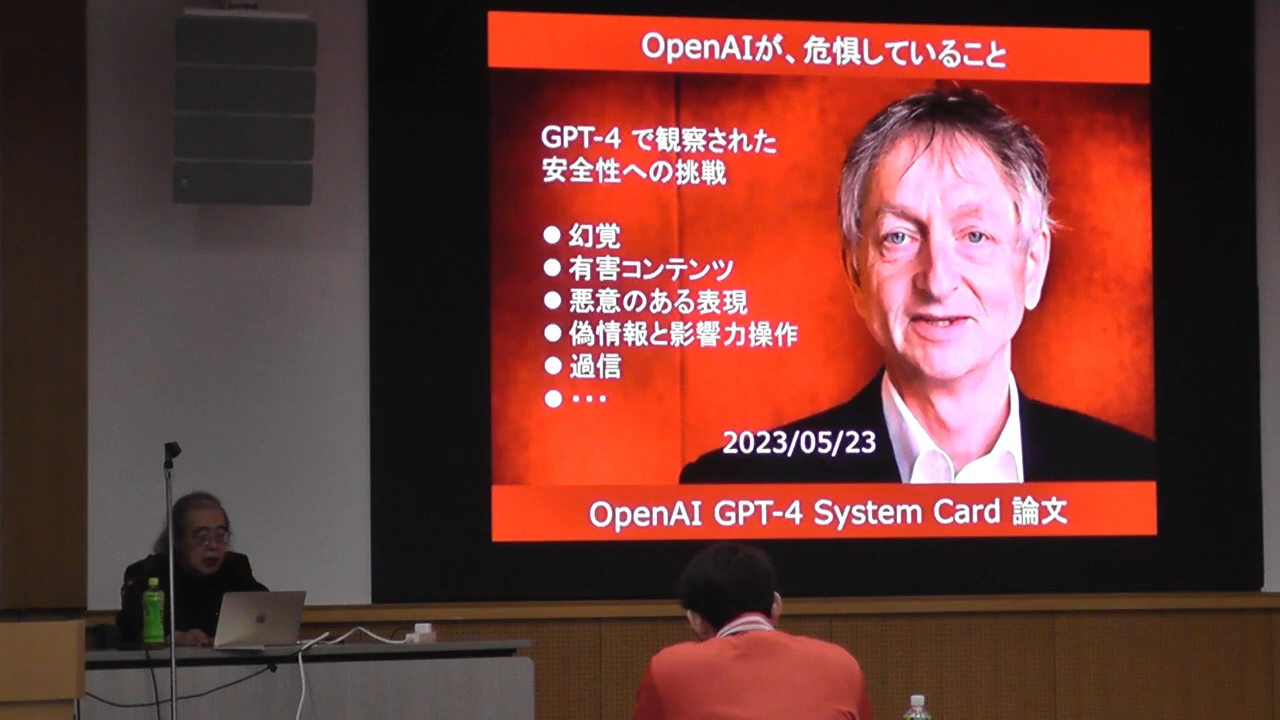 OpenAIが、危惧していること
GPT-4 で観察された
安全性への挑戦
● 幻覚
● 有害コンテンツ
● 悪意のある表現
● 偽情報と影響力操作
● 過信
● ・・・
2023/05/23
OpenAI GPT-4 System Card 論文